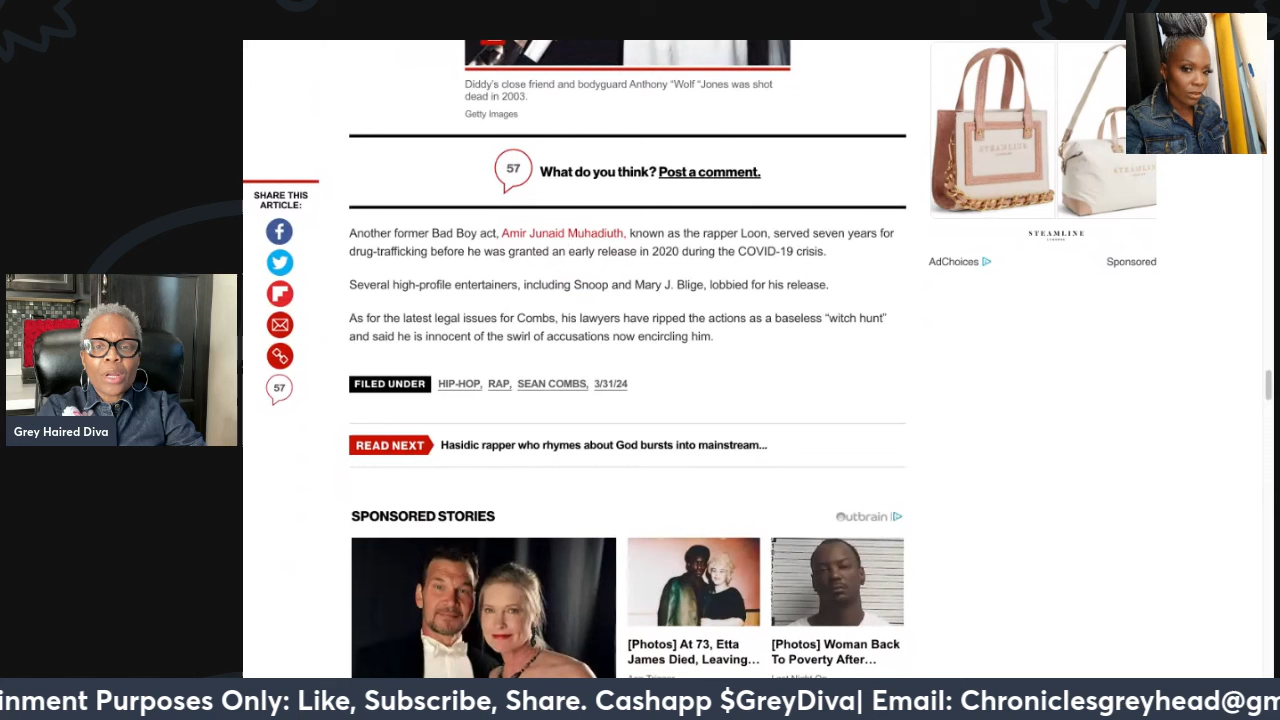 Diddy's close friend and bodyguard Anthony "Wolf "Jones was shot
dead in 2003.
Getty Images
57
What do you think? Post a comment.
SHARE THIS
ARTICLE:
57
Another former Bad Boy act, Amir Junaid Muhadiuth, known as the rapper Loon, served seven years for
drug-trafficking before he was granted an early release in 2020 during the COVID-19 crisis.
Several high-profile entertainers, including Snoop and Mary J. Blige, lobbied for his release.
As for the latest legal issues for Combs, his lawyers have ripped the actions as a baseless “witch hunt”
and said he is innocent of the swirl of accusations now encircling him.
FILED UNDER HIP-HOP, RAP, SEAN COMBS, 3/31/24
READ NEXT Hasidic rapper who rhymes about God bursts into mainstream...
SPONSORED STORIES
Outbrain
[Photos] At 73, Etta
James Died, Leaving...
[Photos] Woman Back
To Poverty After...
STEAMLINE
STEAMLINE
LONDON
AdChoices
Sponsored
Grey Haired Diva
inment Purposes Only: Like, Subscribe, Share. Cashapp $GreyDiva| Email: Chroniclesgreyhead@gm